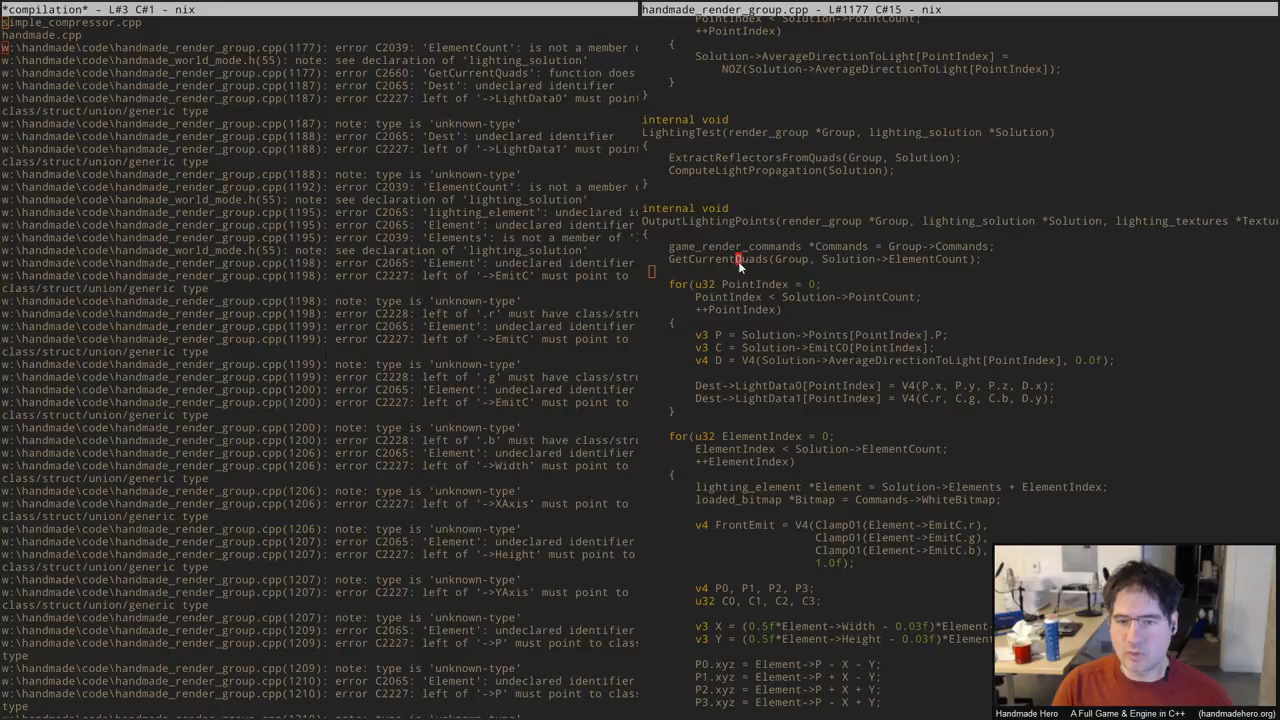 *compilation* - L#3 C#1 - nix
simple_compressor.cpp
handmade.cpp
w:\handmade\code\handmade_render_group.cpp(1177): error C2039: 'ElementCount': is not a member
w:\handmade\code\handmade_world_mode.h(55): note: see declaration of 'lighting_solution'
w:\handmade\code\handmade_render_group.cpp(1177): error C2660: 'GetCurrentQuads': function does
w:\handmade\code\handmade_render_group.cpp(1187): error C2065: 'Dest': undeclared identifier
w:\handmade\code\handmade_render_group.cpp(1187): error C2227: left of '->LightData0' must point
class/struct/union/generic type
w:\handmade\code\handmade_render_group.cpp(1187): note: type is 'unknown-type'
w:\handmade\code\handmade_render_group.cpp(1188): error C2065: 'Dest': undeclared identifier
w:\handmade\code\handmade_render_group.cpp(1188): error C2227: left of '->LightData1' must point
class/struct/union/generic type
w:\handmade\code\handmade_render_group.cpp(1188): note: type is 'unknown-type'
w:\handmade\code\handmade_render_group.cpp(1192): error C2039: 'ElementCount': is not a member
w:\handmade\code\handmade_world_mode.h(55): note: see declaration of 'lighting_solution'
w:\handmade\code\handmade_render_group.cpp(1195): error C2065: 'lighting_element': undeclared
w:\handmade\code\handmade_render_group.cpp(1195): error C2065: 'Element': undeclared identifier
w:\handmade\code\handmade_render_group.cpp(1195): error C2039: 'Elements': is not a member of
w:\handmade\code\handmade_world_mode.h(55): note: see declaration of 'lighting_solution'
w:\handmade\code\handmade_render_group.cpp(1198): error C2065: 'Element': undeclared identifier
w:\handmade\code\handmade_render_group.cpp(1198): error C2227: left of '->EmitC' must point to
class/struct/union/generic type
w:\handmade\code\handmade_render_group.cpp(1198): note: type is 'unknown-type'
w:\handmade\code\handmade_render_group.cpp(1198): error C2228: left of '.r' must have class/stru
w:\handmade\code\handmade_render_group.cpp(1199): error C2065: 'Element': undeclared identifier
w:\handmade\code\handmade_render_group.cpp(1199): error C2227: left of '->EmitC' must point to
class/struct/union/generic type
w:\handmade\code\handmade_render_group.cpp(1199): note: type is 'unknown-type'
w:\handmade\code\handmade_render_group.cpp(1199): error C2228: left of '.g' must have class/stru
w:\handmade\code\handmade_render_group.cpp(1200): error C2065: 'Element': undeclared identifier
w:\handmade\code\handmade_render_group.cpp(1200): error C2227: left of '->EmitC' must point to
class/struct/union/generic type
w:\handmade\code\handmade_render_group.cpp(1200): note: type is 'unknown-type'
w:\handmade\code\handmade_render_group.cpp(1200): error C2228: left of '.b' must have class/stru
w:\handmade\code\handmade_render_group.cpp(1206): error C2065: 'Element': undeclared identifier
w:\handmade\code\handmade_render_group.cpp(1206): error C2227: left of '->Width' must point to
class/struct/union/generic type
w:\handmade\code\handmade_render_group.cpp(1206): note: type is 'unknown-type'
w:\handmade\code\handmade_render_group.cpp(1206): error C2227: left of '->XAxis' must point to
class/struct/union/generic type
w:\handmade\code\handmade_render_group.cpp(1206): note: type is 'unknown-type'
w:\handmade\code\handmade_render_group.cpp(1207): error C2065: 'Element': undeclared identifier
w:\handmade\code\handmade_render_group.cpp(1207): error C2227: left of '->Height' must point to
class/struct/union/generic type
w:\handmade\code\handmade_render_group.cpp(1207): note: type is 'unknown-type'
w:\handmade\code\handmade_render_group.cpp(1207): error C2227: left of '->YAxis' must point to
class/struct/union/generic type
w:\handmade\code\handmade_render_group.cpp(1207): note: type is 'unknown-type'
w:\handmade\code\handmade_render_group.cpp(1209): error C2065: 'Element': undeclared identifier
w:\handmade\code\handmade_render_group.cpp(1209): error C2227: left of '->P' must point to class
type
w:\handmade\code\handmade_render_group.cpp(1209): note: type is 'unknown-type'
w:\handmade\code\handmade_render_group.cpp(1210): error C2065: 'Element': undeclared identifier
w:\handmade\code\handmade_render_group.cpp(1210): error C2227: left of '->P' must point to class
type
handmade_render_group.cpp - L#1177 C#15 - nix
PointIndex < Solution->PointCount;
++PointIndex)
{
Solution->AverageDirectionToLight[PointIndex] =
NOZ(Solution->AverageDirectionToLight[PointIndex]);
}
}
internal void
LightingTest(render_group *Group, lighting_solution *Solution)
{
ExtractReflectorsFromQuads(Group, Solution);
ComputeLightPropagation(Solution);
}
internal void
OutputLightingPoints(render_group *Group, lighting_solution *Solution, lighting_textures *Textu
{
game_render_commands *Commands = Group->Commands;
GetCurrentQuads(Group, Solution->ElementCount);
for(u32 PointIndex = 0;
PointIndex < Solution->PointCount;
++PointIndex)
{
v3 P = Solution->Points[PointIndex].P;
v3 C = Solution->EmitC0[PointIndex];
v4 D = V4(Solution->AverageDirectionToLight[PointIndex], 0.0f);
Dest->LightData0[PointIndex] = V4(P.x, P.y, P.z, D.x);
Dest->LightData1[PointIndex] = V4(C.r, C.g, C.b, D.y);
}
for(u32 ElementIndex = 0;
ElementIndex < Solution->ElementCount;
++ElementIndex)
{
lighting_element *Element = Solution->Elements + ElementIndex;
loaded_bitmap *Bitmap = Commands->WhiteBitmap;
v4 FrontEmit = V4(Clamp01(Element->EmitC.r),
Clamp01(Element->EmitC.g),
Clamp01(Element->EmitC.b),
1.0f);
v4 P0, P1, P2, P3;
u32 C0, C1, C2, C3;
v3 X = (0.5f*Element->Width - 0.03f)*Element
v3 Y = (0.5f*Element->Height - 0.03f)*Element
P0.xyz = Element->P - X - Y;
P1.xyz = Element->P + X - Y;
P2.xyz = Element->P + X + Y;
P3.xyz = Element->P - X + Y;
Handmade Hero A Full Game & Engine in C++ (handmadehero.org)